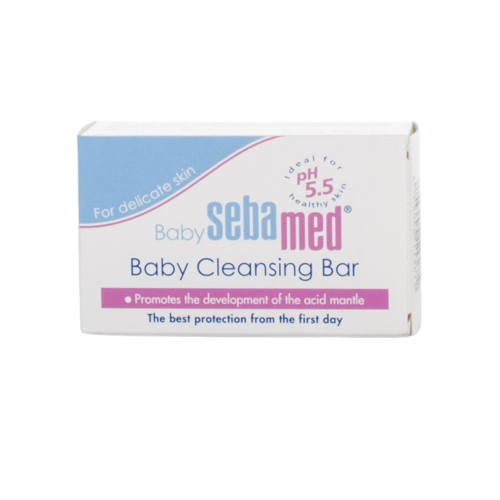 For delicate skin
ideal for
pH
5.5
healthy skin
Baby sebamed®
Baby Cleansing Bar
• Promotes the development of the acid mantle
The best protection from the first day